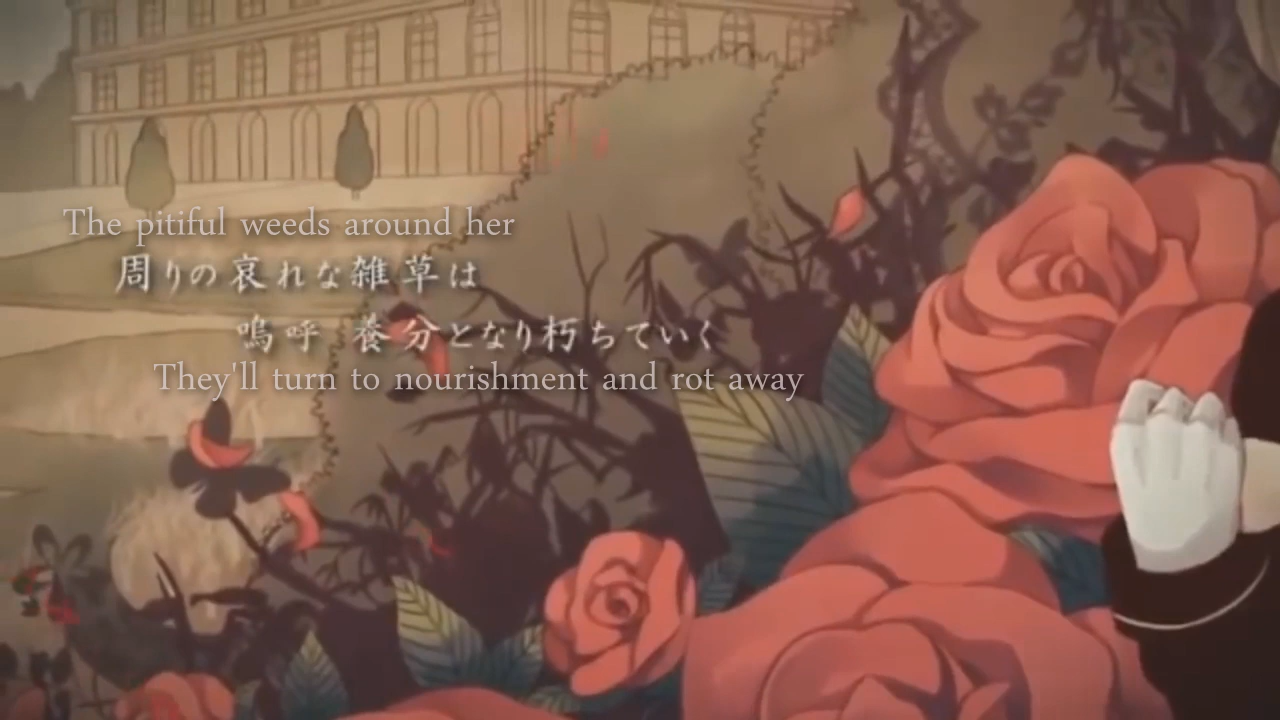 The pitiful weeds around her
周りの哀れな雑草は
嗚呼 養分となり朽ちていく
They'll turn to nourishment and rot away